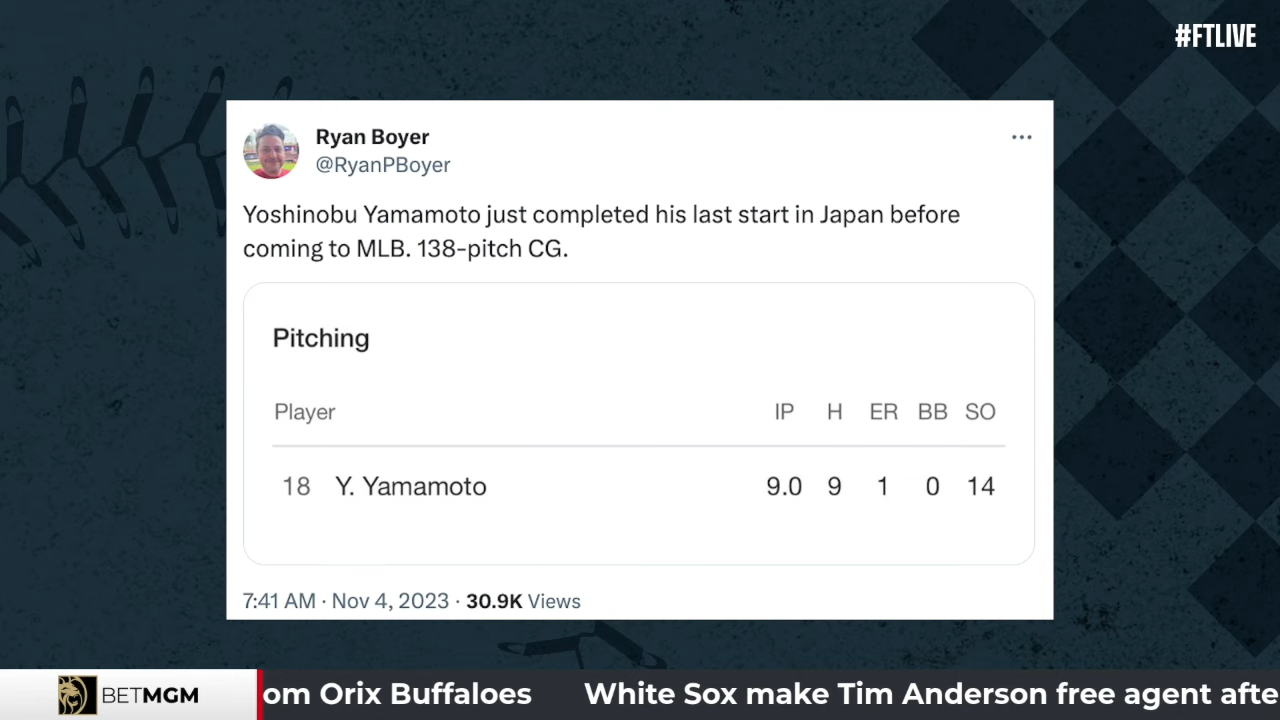 #FTLIVE
Ryan Boyer
@RyanPBoyer
Yoshinobu Yamamoto just completed his last start in Japan before
coming to MLB. 138-pitch CG.
Pitching
Player IP H ER BB SO
18 Y. Yamamoto 9.0 9 1 0 14
7:41 AM · Nov 4, 2023 · 30.9K Views
BETMGM om Orix Buffaloes White Sox make Tim Anderson free agent afte